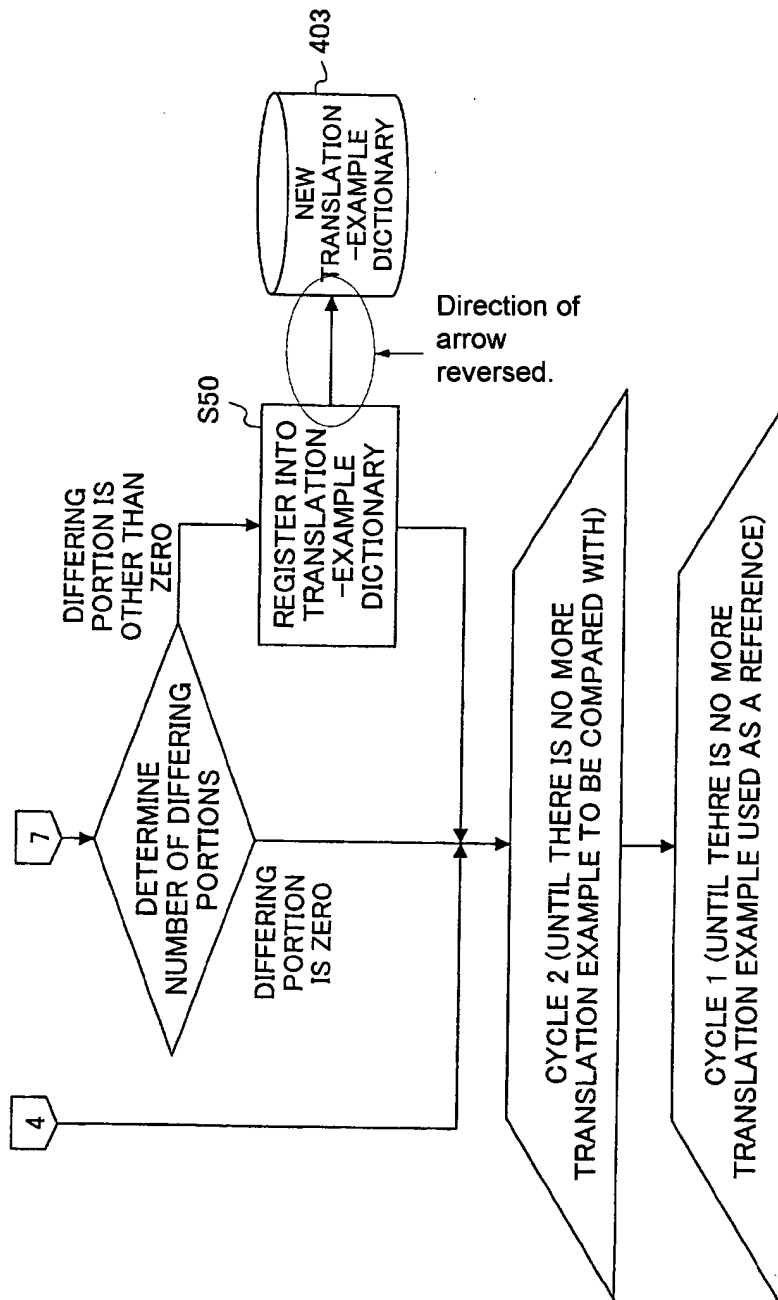 4
7
DETERMINE
NUMBER OF DIFFERING
PORTIONS
DIFFERING
PORTION IS
OTHER THAN
ZERO
DIFFERING
PORTION
IS ZERO
S50
REGISTER INTO
TRANSLATION
-EXAMPLE
DICTIONARY
403
NEW
TRANSLATION
-EXAMPLE
DICTIONARY
Direction of
arrow
reversed.
CYCLE 2 (UNTIL THERE IS NO MORE
TRANSLATION EXAMPLE TO BE COMPARED WITH)
CYCLE 1 (UNTIL TEHRE IS NO MORE
TRANSLATION EXAMPLE USED AS A REFERENCE)